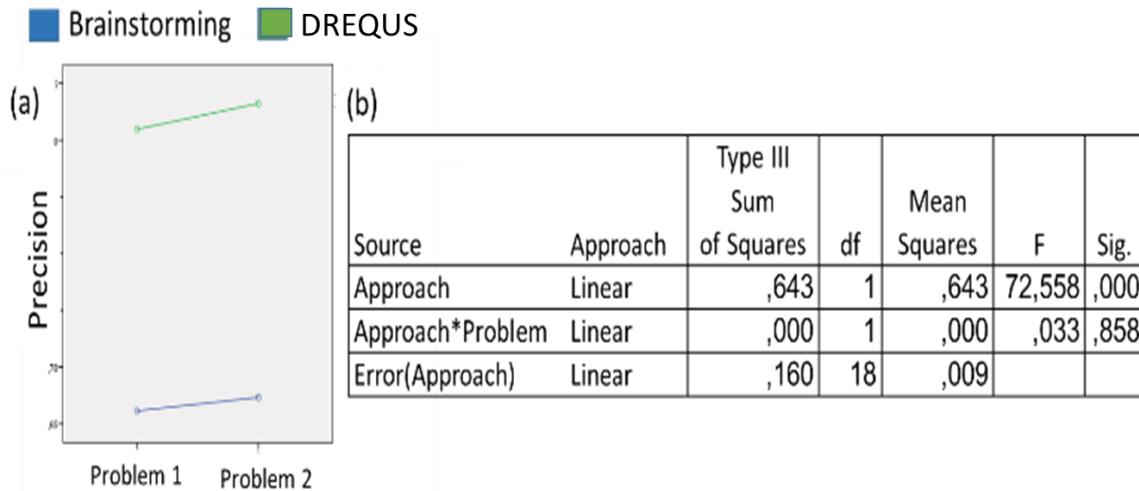 Brainstorming DREQUS
(a)
Precision
,70
Problem 1 Problem 2
(b)
Type III
Sum
Mean
Source Approach of Squares df Squares F Sig.
Approach Linear ,643 1 ,643 72,558 ,000
Approach*Problem Linear ,000 1 ,000 ,033 ,858
Error(Approach) Linear ,160 18 ,009